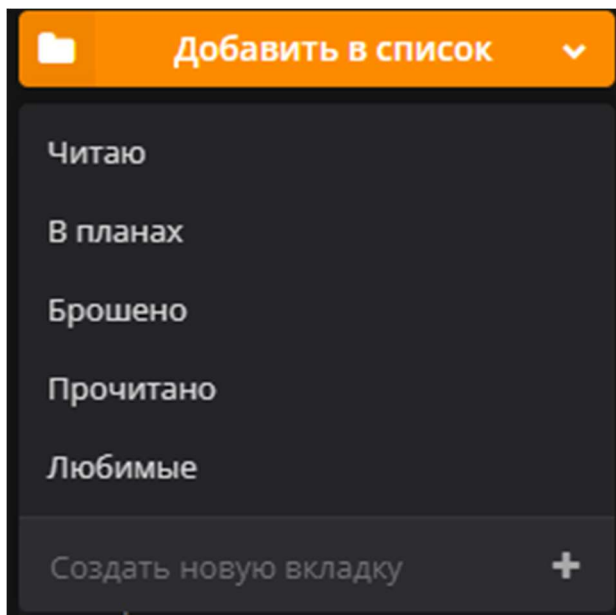 Добавить в список
Читаю
В планах
Брошено
Прочитано
Любимые
Создать новую вкладку